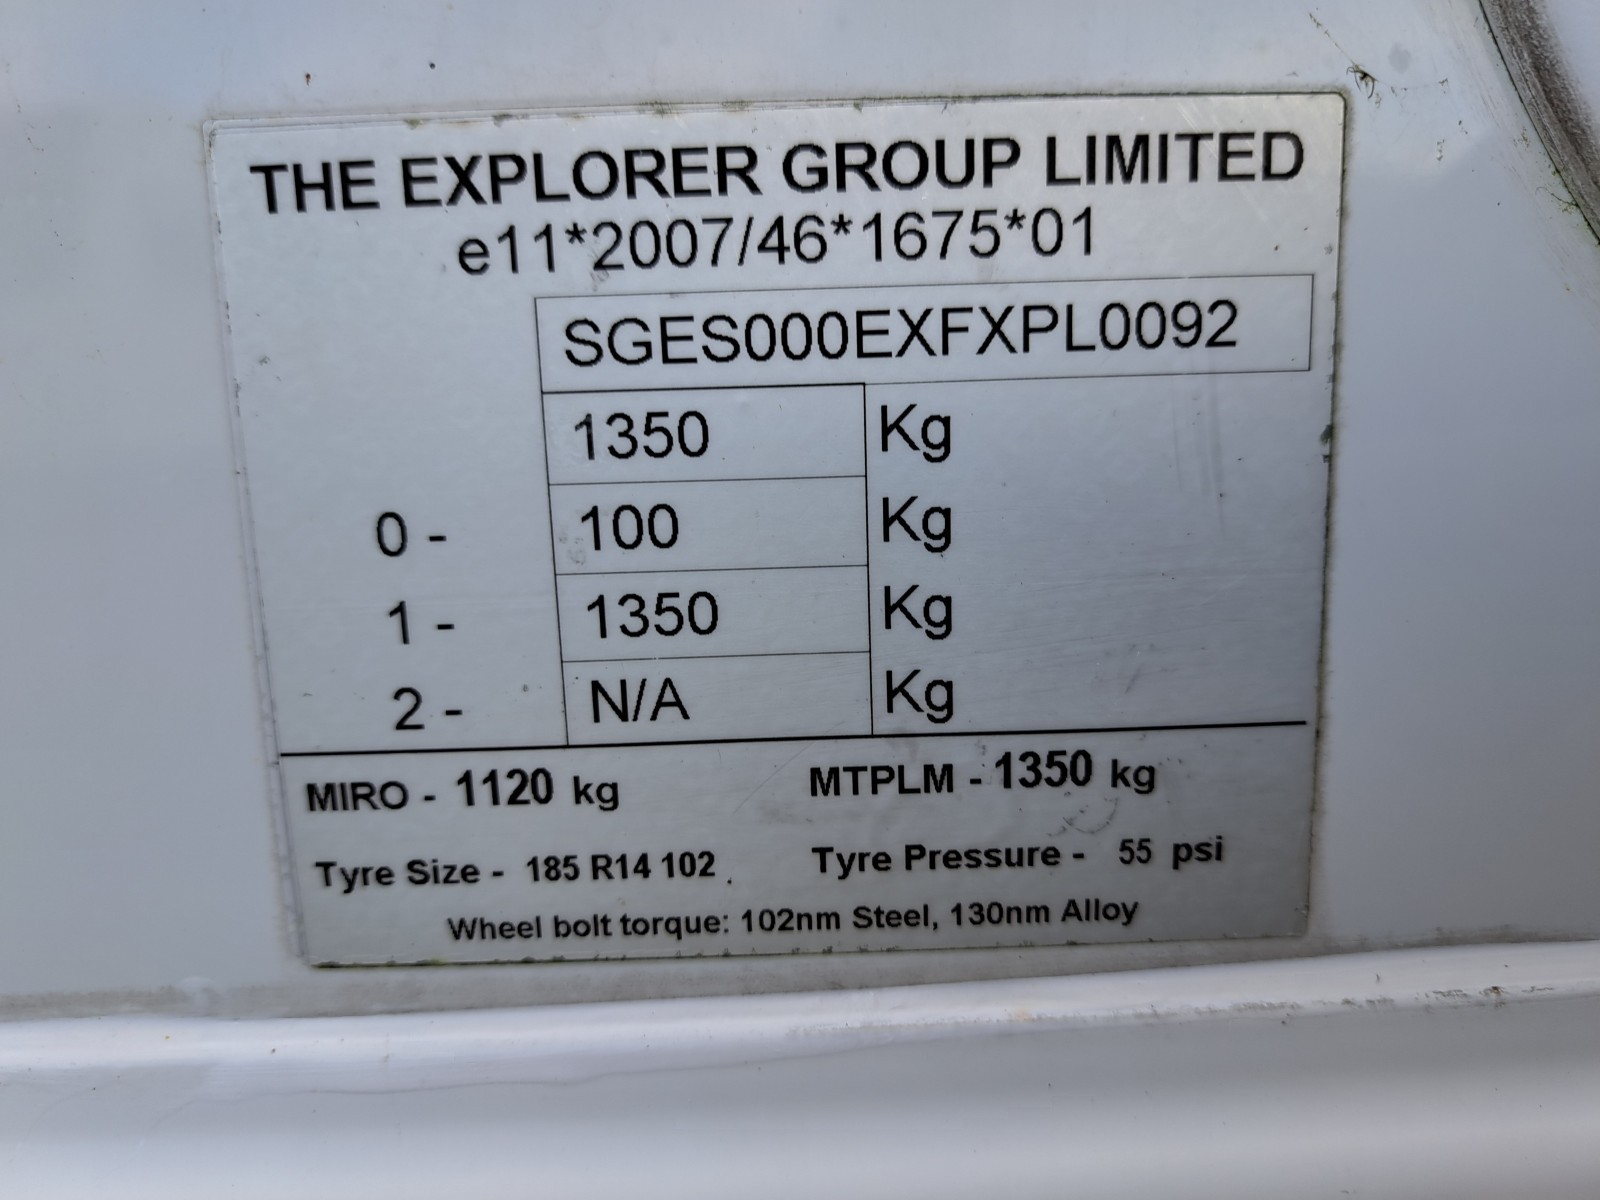 THE EXPLORER GROUP LIMITED
e11*2007/46*1675*01
SGES000EXFXPL0092
1350 Kg
0 - 100 Kg
1 - 1350 Kg
2 - N/A Kg
MIRO - 1120 kg MTPLM - 1350 kg
Tyre Size - 185 R14 102 . Tyre Pressure - 55 psi
Wheel bolt torque: 102nm Steel, 130nm Alloy